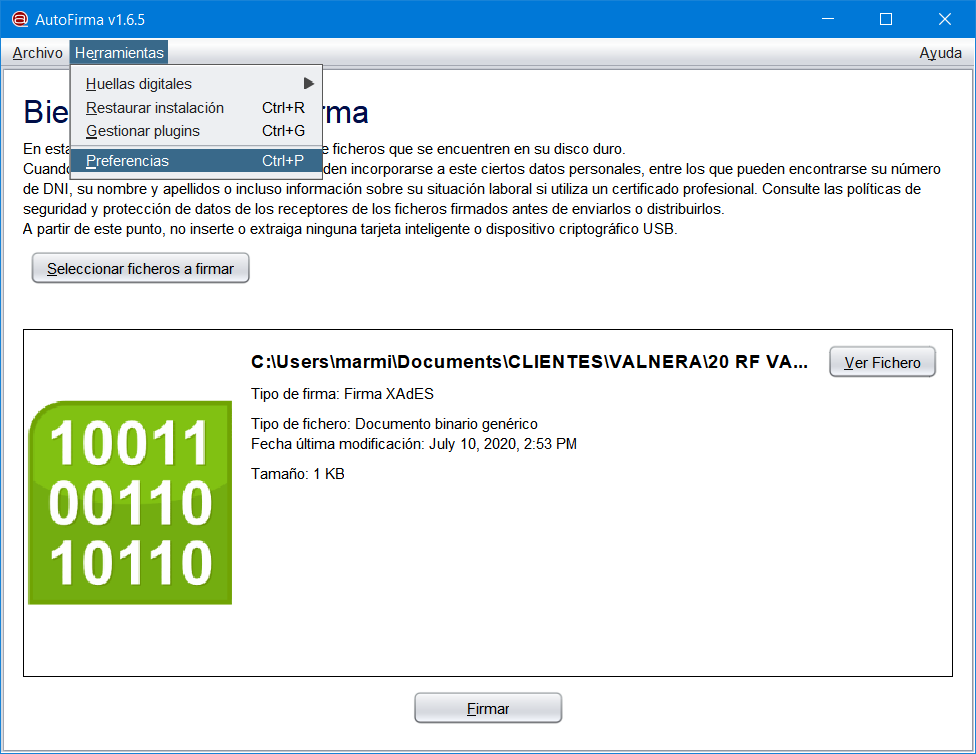 AutoFirma v1.6.5
Archivo Herramientas Ayuda
Huellas digitales
Restaurar instalación Ctrl+R
Gestionar plugins Ctrl+G
Preferencias Ctrl+P
Bie rma
En esta e ficheros que se encuentren en su disco duro.
Cuando den incorporarse a este ciertos datos personales, entre los que pueden encontrarse su número
de DNI, su nombre y apellidos o incluso información sobre su situación laboral si utiliza un certificado profesional. Consulte las políticas de
seguridad y protección de datos de los receptores de los ficheros firmados antes de enviarlos o distribuirlos.
A partir de este punto, no inserte o extraiga ninguna tarjeta inteligente o dispositivo criptográfico USB.
Seleccionar ficheros a firmar
C:\Users\marmi\Documents\CLIENTES\VALNERA\20 RF VA... Ver Fichero
Tipo de firma: Firma XAdES
Tipo de fichero: Documento binario genérico
Fecha última modificación: July 10, 2020, 2:53 PM
Tamaño: 1 KB
10011
00110
10110
Firmar